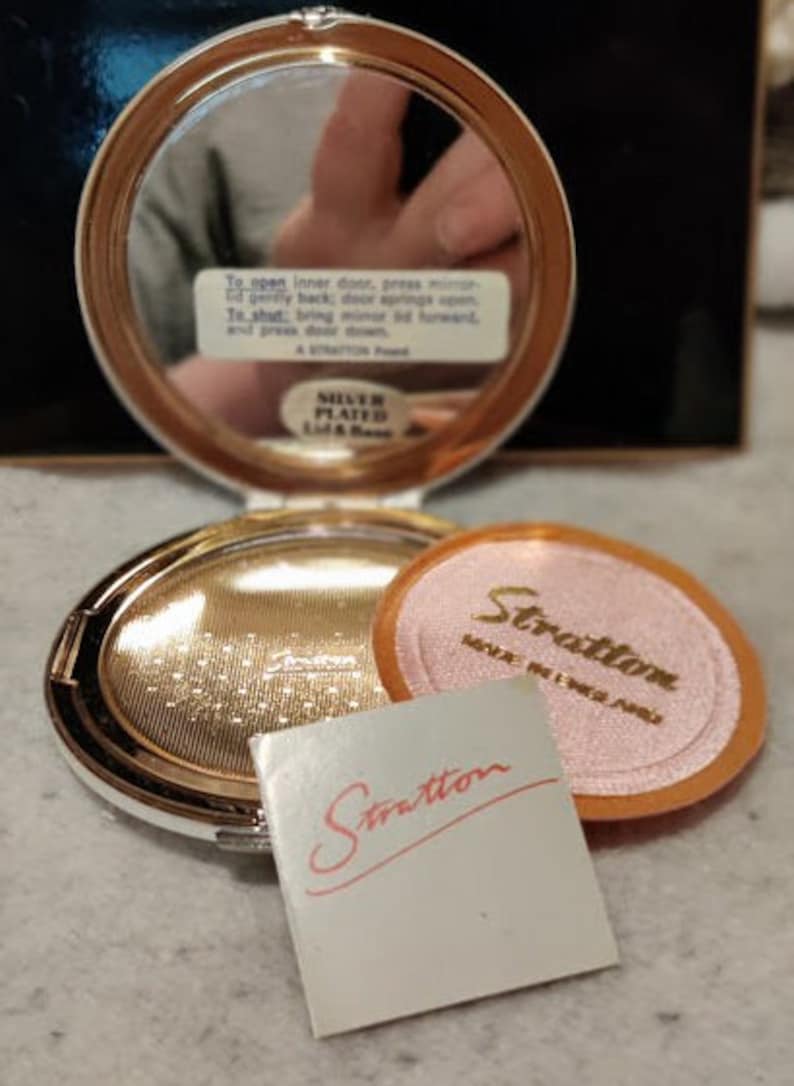 To open inner door, press mirror-
lid gently back; door springs open.
To shut: bring mirror lid forward,
and press door down.
A STRATTON Patent
SILVER
PLATED
Lid & Base
Stratton
Stratton
MADE IN ENGLAND
Stratton